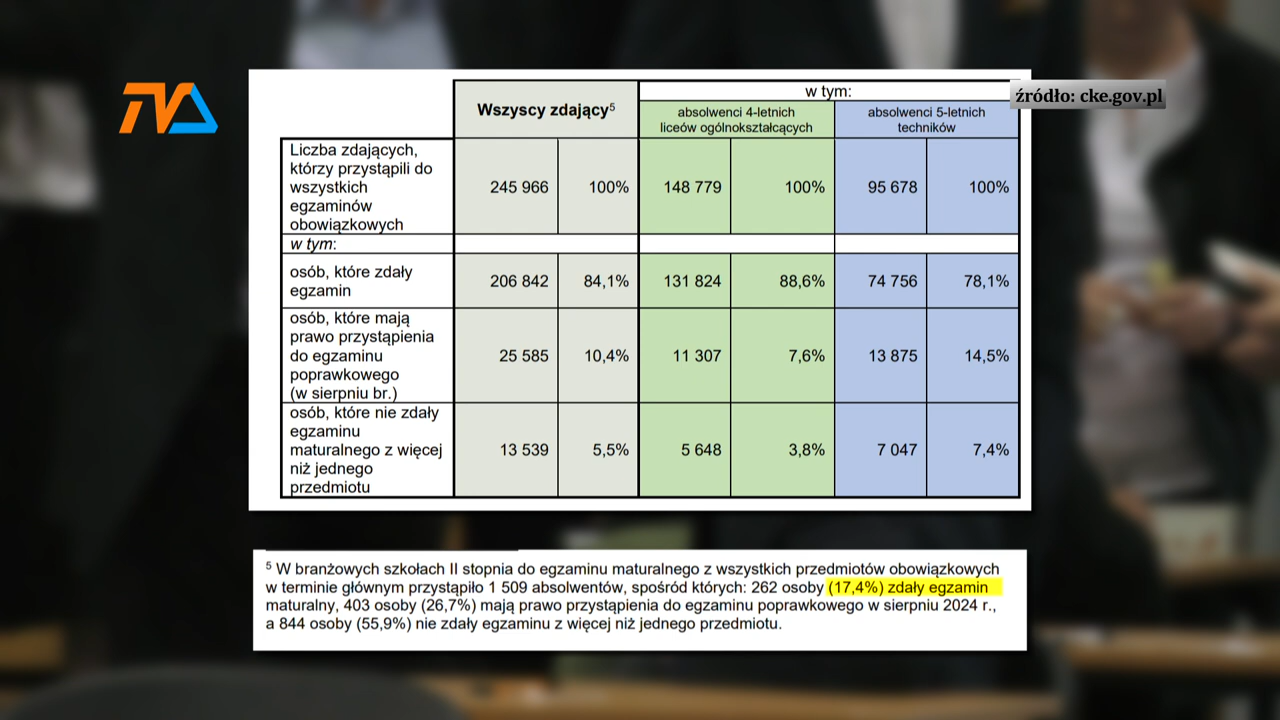 TVA
źródło: cke.gov.pl
w tym:
Wszyscy zdający⁵
absolwenci 4-letnich
liceów ogólnokształcących
absolwenci 5-letnich
techników
Liczba zdających,
którzy przystąpili do
wszystkich
egzaminów
obowiązkowych
245 966 100% 148 779 100% 95 678 100%
w tym:
osób, które zdały
egzamin
206 842 84,1% 131 824 88,6% 74 756 78,1%
osób, które mają
prawo przystąpienia
do egzaminu
poprawkowego
(w sierpniu br.)
25 585 10,4% 11 307 7,6% 13 875 14,5%
osób, które nie zdały
egzaminu
maturalnego z więcej
niż jednego
przedmiotu
13 539 5,5% 5 648 3,8% 7 047 7,4%
⁵ W branżowych szkołach II stopnia do egzaminu maturalnego z wszystkich przedmiotów obowiązkowych
w terminie głównym przystąpiło 1 509 absolwentów, spośród których: 262 osoby (17,4%) zdały egzamin
maturalny, 403 osoby (26,7%) mają prawo przystąpienia do egzaminu poprawkowego w sierpniu 2024 r.,
a 844 osoby (55,9%) nie zdały egzaminu z więcej niż jednego przedmiotu.